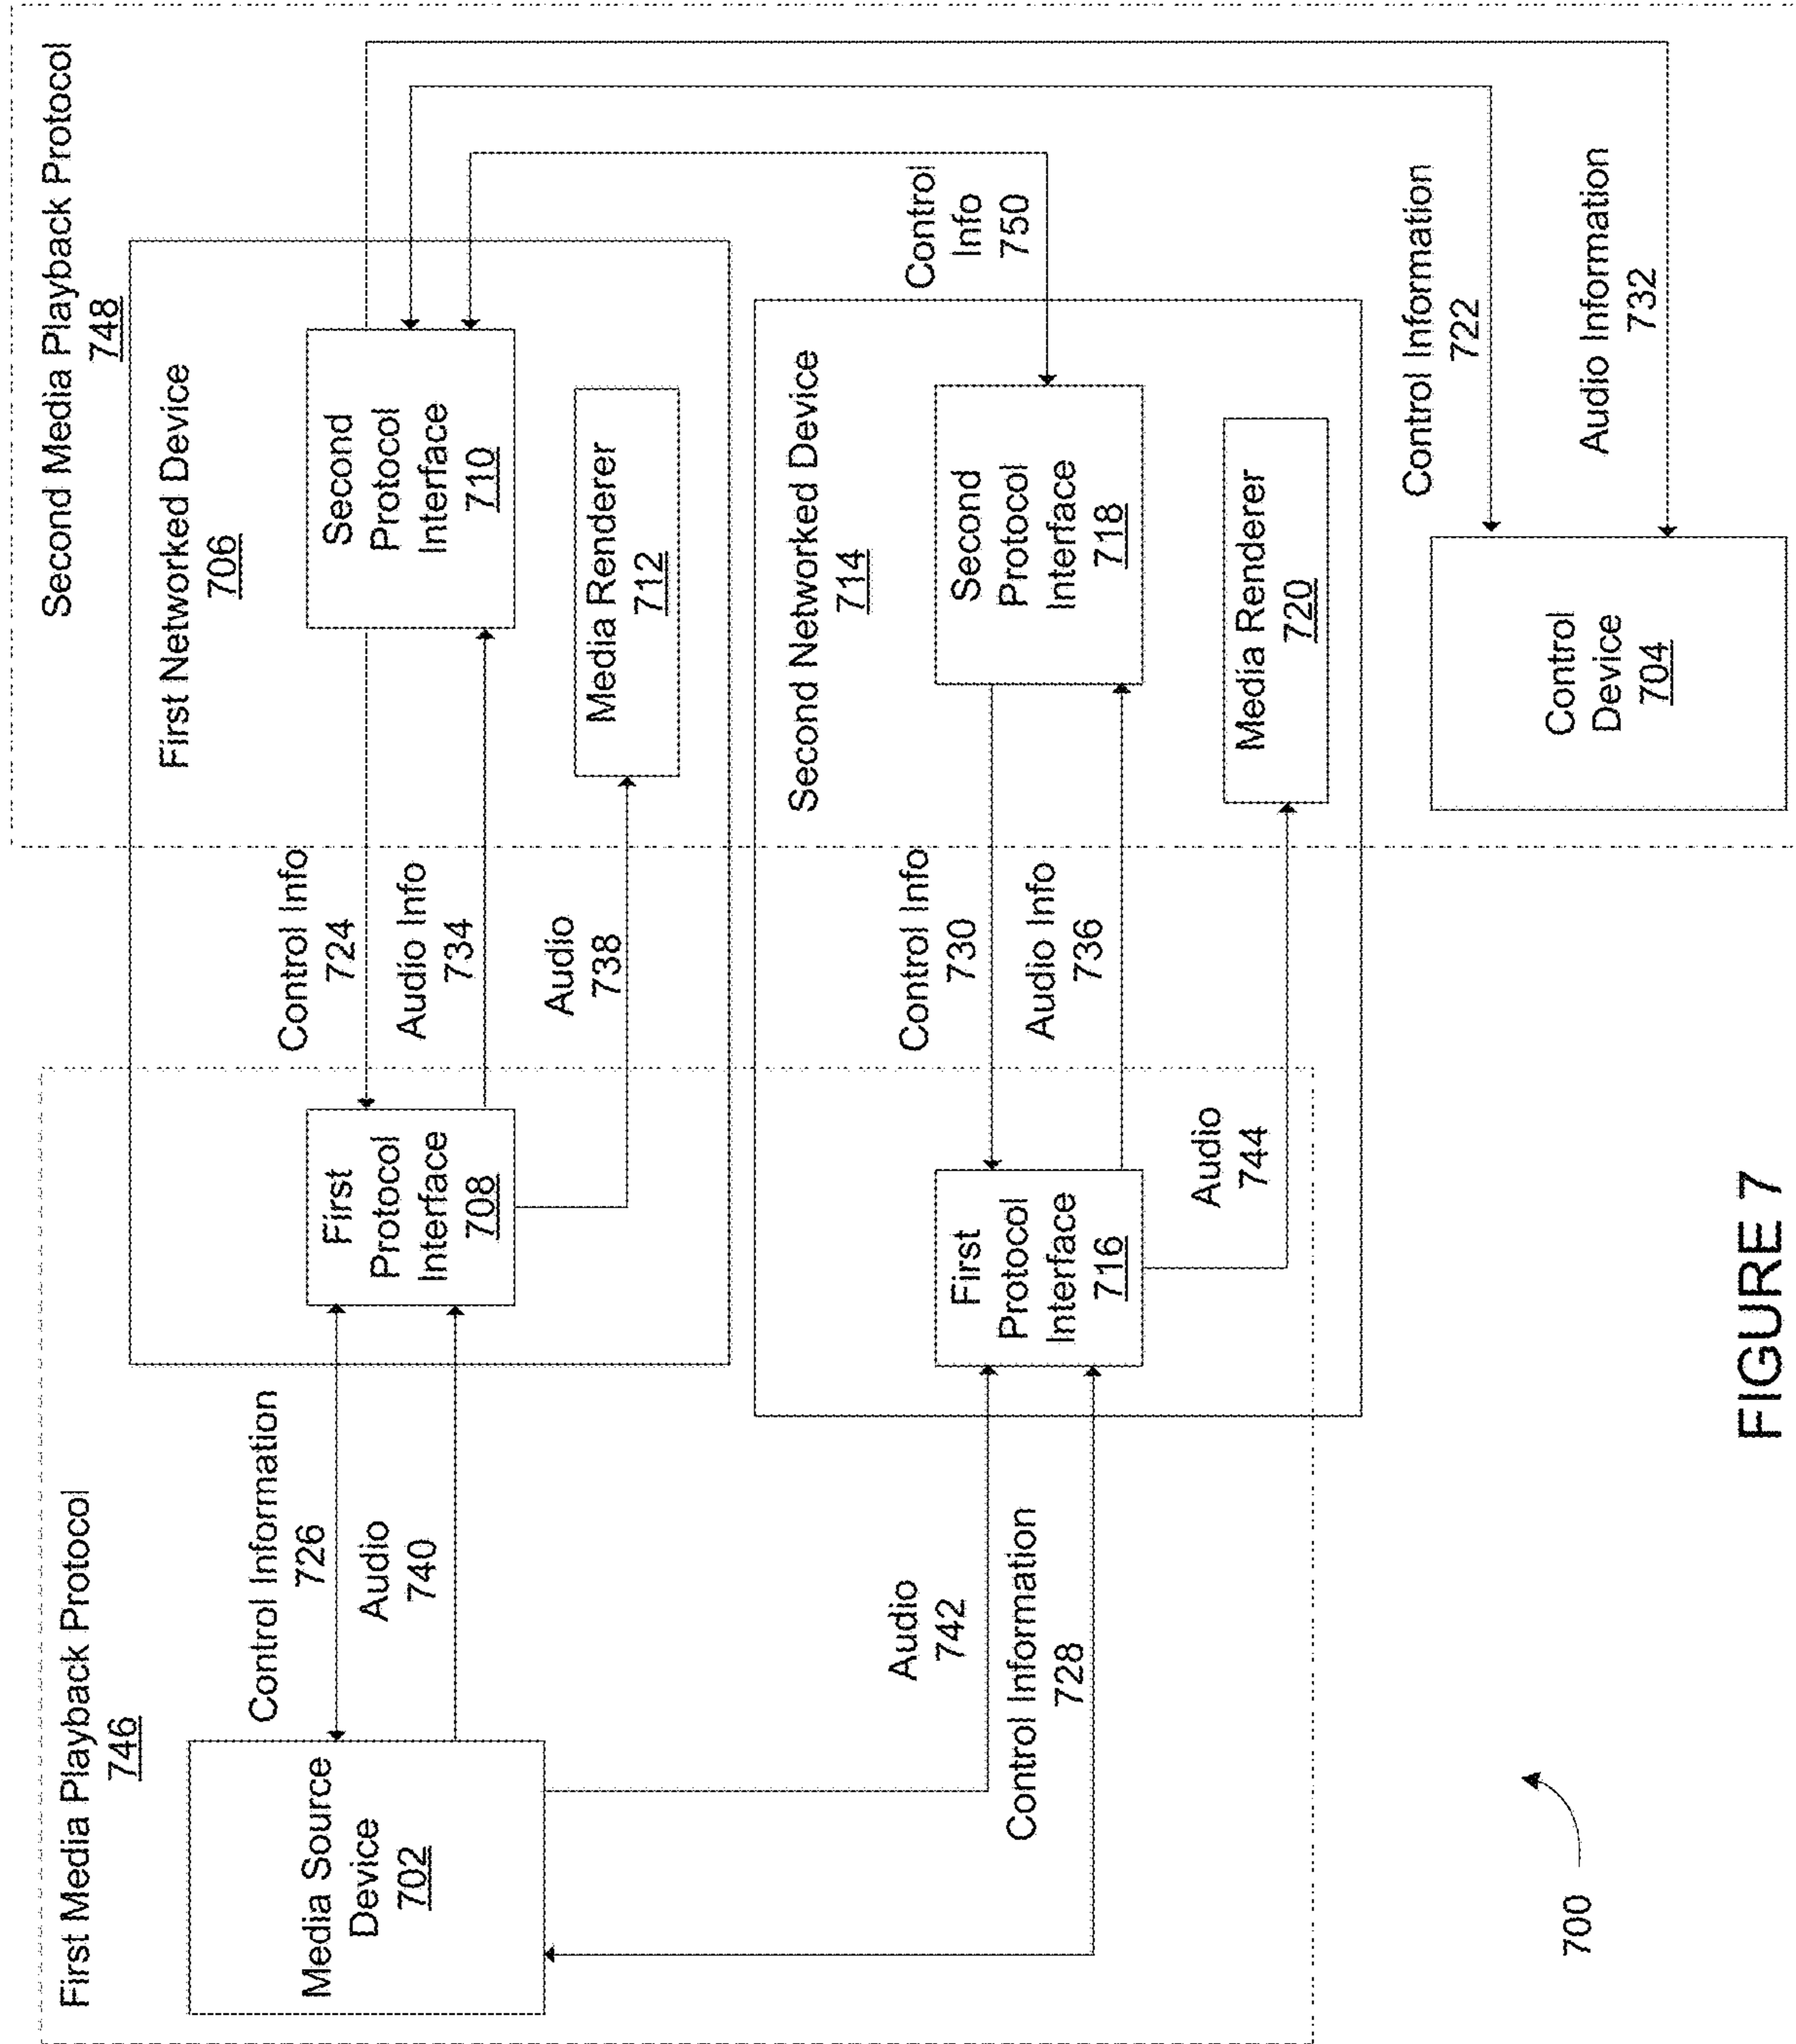 First Media Playback Protocol
746
Second Media Playback Protocol
748
Media Source
Device
702
Control Information
726
Audio
740
First Networked Device
706
First
Protocol
Interface
708
Control Info
724
Audio Info
734
Audio
738
Second
Protocol
Interface
710
Media Renderer
712
Audio
742
Control Information
728
Second Networked Device
714
First
Protocol
Interface
716
Control Info
730
Audio Info
736
Audio
744
Second
Protocol
Interface
718
Media Renderer
720
Control
Info
750
Control
Device
704
Control Information
722
Audio Information
732
700
FIGURE 7